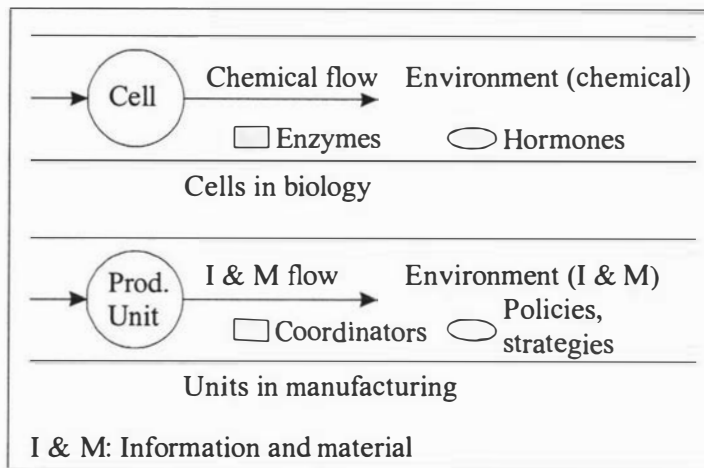 Cell
Chemical flow
Environment (chemical)
Enzymes
Hormones
Cells in biology
Prod.
Unit
I & M flow
Environment (I & M)
Coordinators
Policies,
strategies
Units in manufacturing
I & M: Information and material